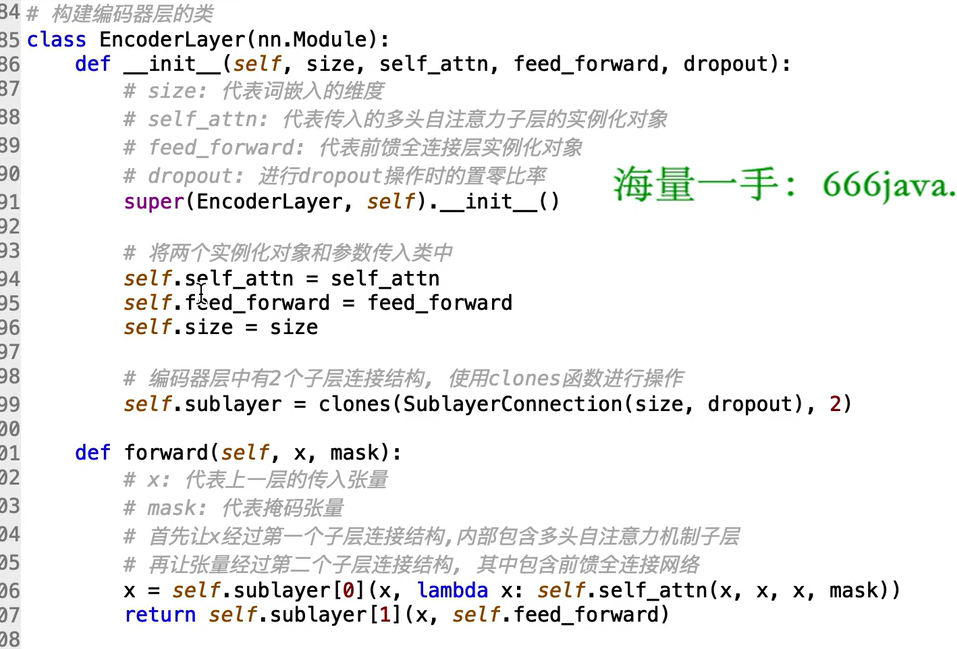 84 # 构建编码器层的类
85 class EncoderLayer(nn.Module):
86 def __init__(self, size, self_attn, feed_forward, dropout):
87 # size: 代表词嵌入的维度
88 # self_attn: 代表传入的多头自注意力子层的实例化对象
89 # feed_forward: 代表前馈全连接层实例化对象
90 # dropout: 进行dropout操作时的置零比率
海量一手：666java.
91 super(EncoderLayer, self).__init__()
92
93 # 将两个实例化对象和参数传入类中
94 self.self_attn = self_attn
95 self.feed_forward = feed_forward
96 self.size = size
97
98 # 编码器层中有2个子层连接结构, 使用clones函数进行操作
99 self.sublayer = clones(SublayerConnection(size, dropout), 2)
00
01 def forward(self, x, mask):
02 # x: 代表上一层的传入张量
03 # mask: 代表掩码张量
04 # 首先让x经过第一个子层连接结构,内部包含多头自注意力机制子层
05 # 再让张量经过第二个子层连接结构, 其中包含前馈全连接网络
06 x = self.sublayer[0](x, lambda x: self.self_attn(x, x, x, mask))
07 return self.sublayer[1](x, self.feed_forward)
08